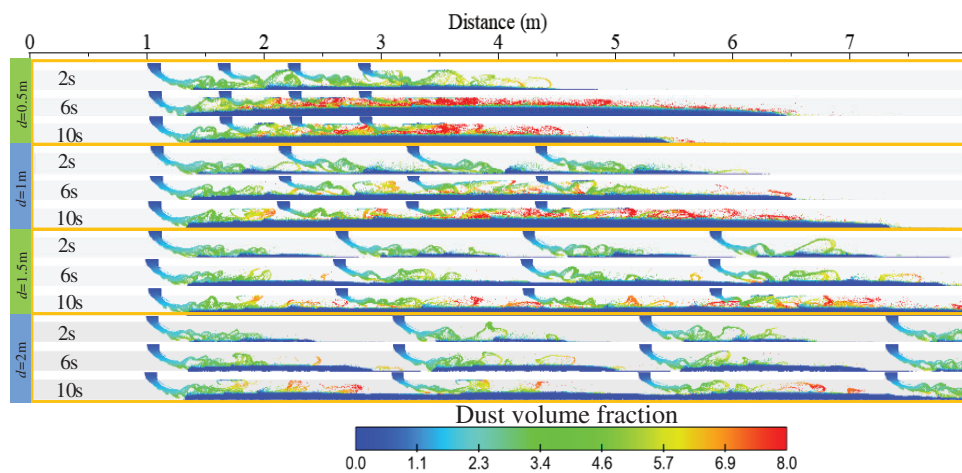 Distance (m)
0 1 2 3 4 5 6 7
d=0.5m
2s
6s
10s
d=1m
2s
6s
10s
d=1.5m
2s
6s
10s
d=2m
2s
6s
10s
Dust volume fraction
0.0 1.1 2.3 3.4 4.6 5.7 6.9 8.0